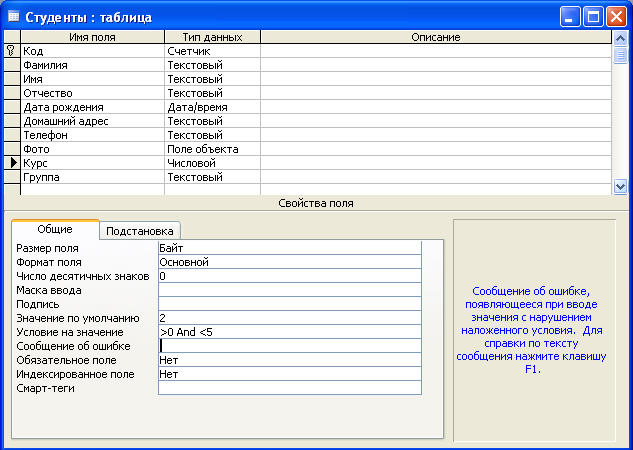 Студенты : таблица
Имя поля Тип данных Описание
Код Счетчик
Фамилия Текстовый
Имя Текстовый
Отчество Текстовый
Дата рождения Дата/время
Домашний адрес Текстовый
Телефон Текстовый
Фото Поле объекта
Курс Числовой
Группа Текстовый
Свойства поля
Общие Подстановка
Размер поля Байт
Формат поля Основной
Число десятичных знаков 0
Маска ввода
Подпись
Значение по умолчанию 2
Условие на значение >0 And <5
Сообщение об ошибке
Обязательное поле Нет
Индексированное поле Нет
Смарт-теги
Сообщение об ошибке,
появляющееся при вводе
значения с нарушением
наложенного условия. Для
справки по тексту
сообщения нажмите клавишу
F1.